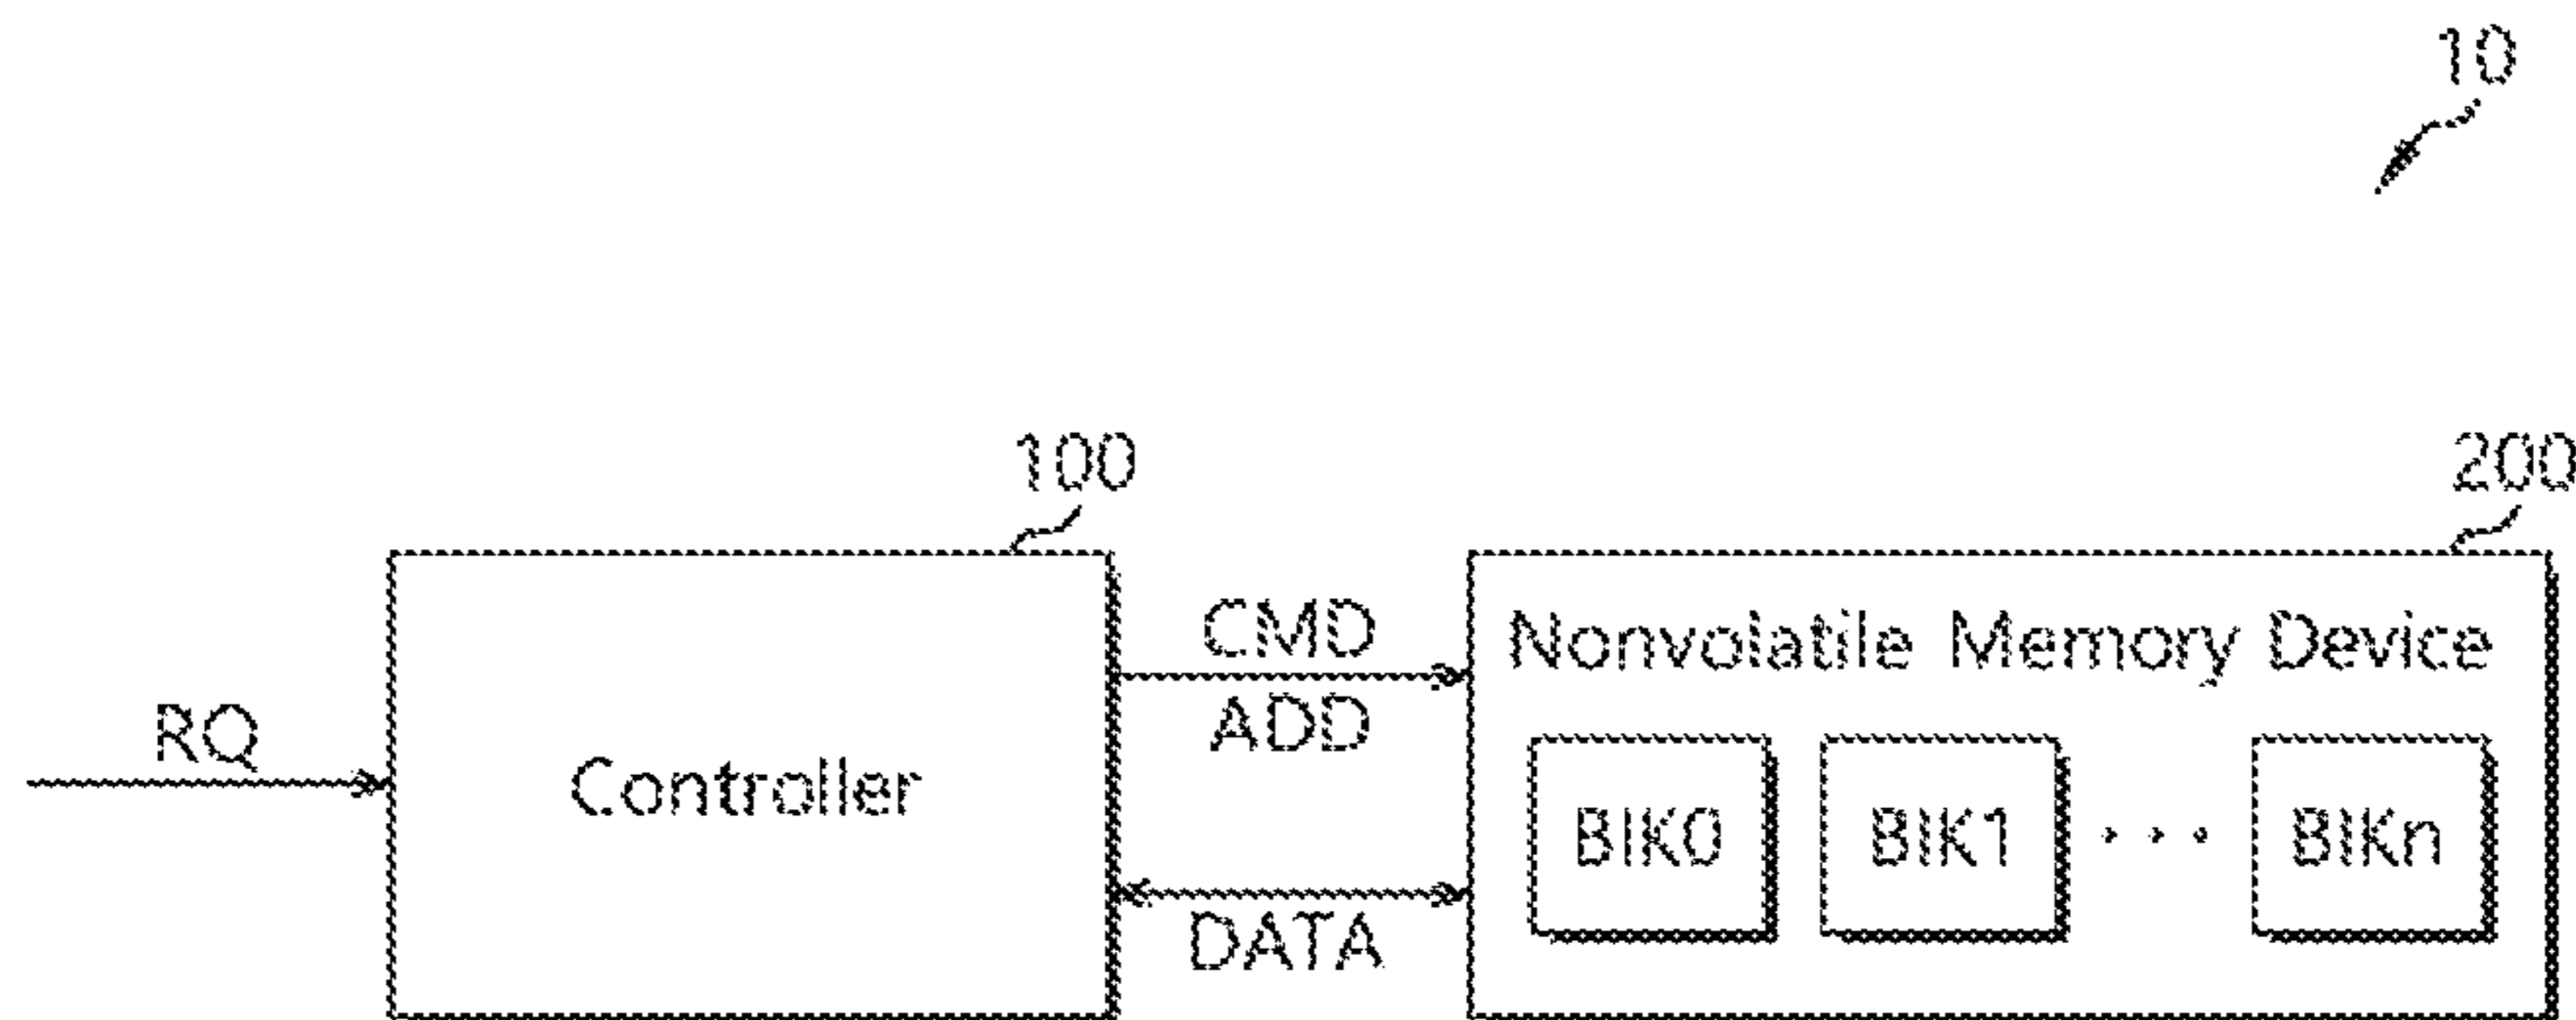 10
100
200
CMD
Nonvolatile Memory Device
ADD
RQ
Controller
BIK0 BIK1 ··· BIKn
DATA